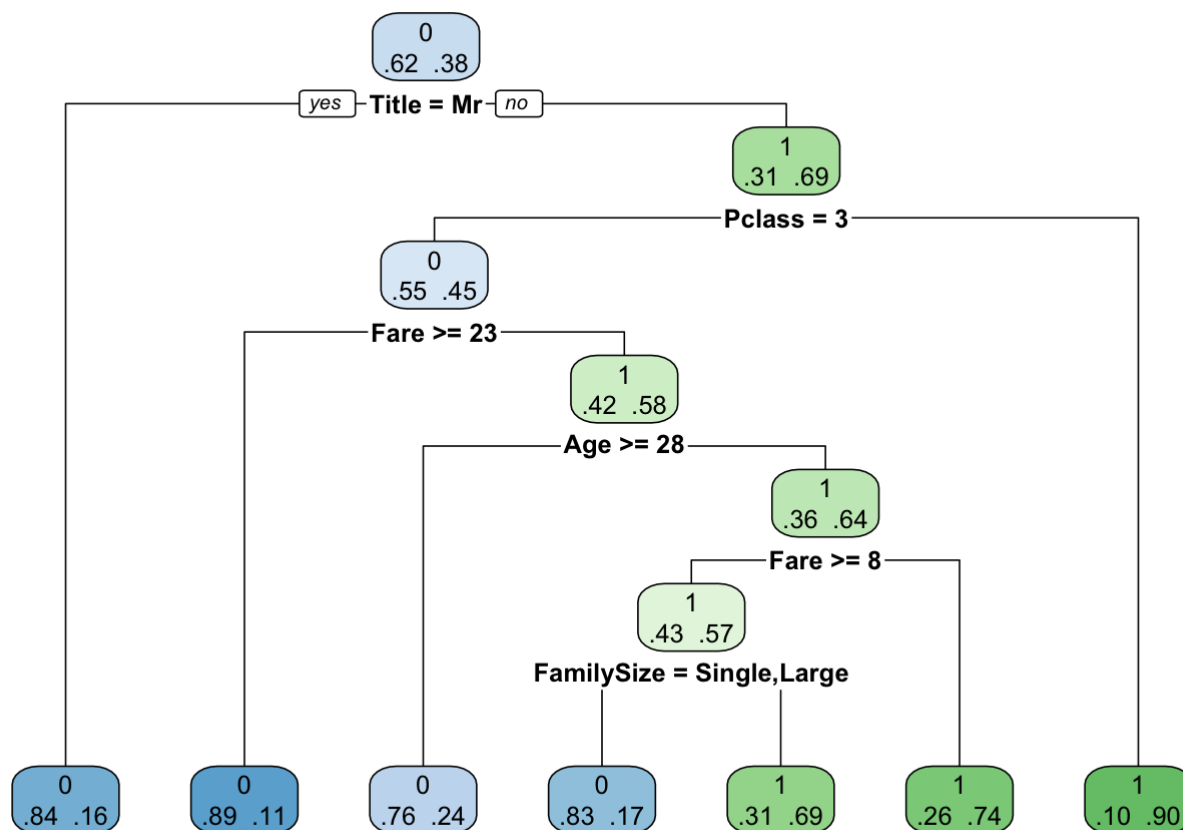 0
.62 .38
yes Title = Mr no
1
.31 .69
Pclass = 3
0
.55 .45
Fare >= 23
1
.42 .58
Age >= 28
1
.36 .64
Fare >= 8
1
.43 .57
FamilySize = Single,Large
0 0 0 0 1 1 1
.84 .16 .89 .11 .76 .24 .83 .17 .31 .69 .26 .74 .10 .90